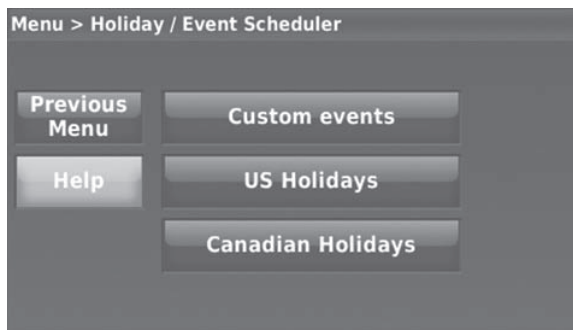 Menu > Holiday / Event Scheduler
Previous
Menu
Custom events
Help
US Holidays
Canadian Holidays